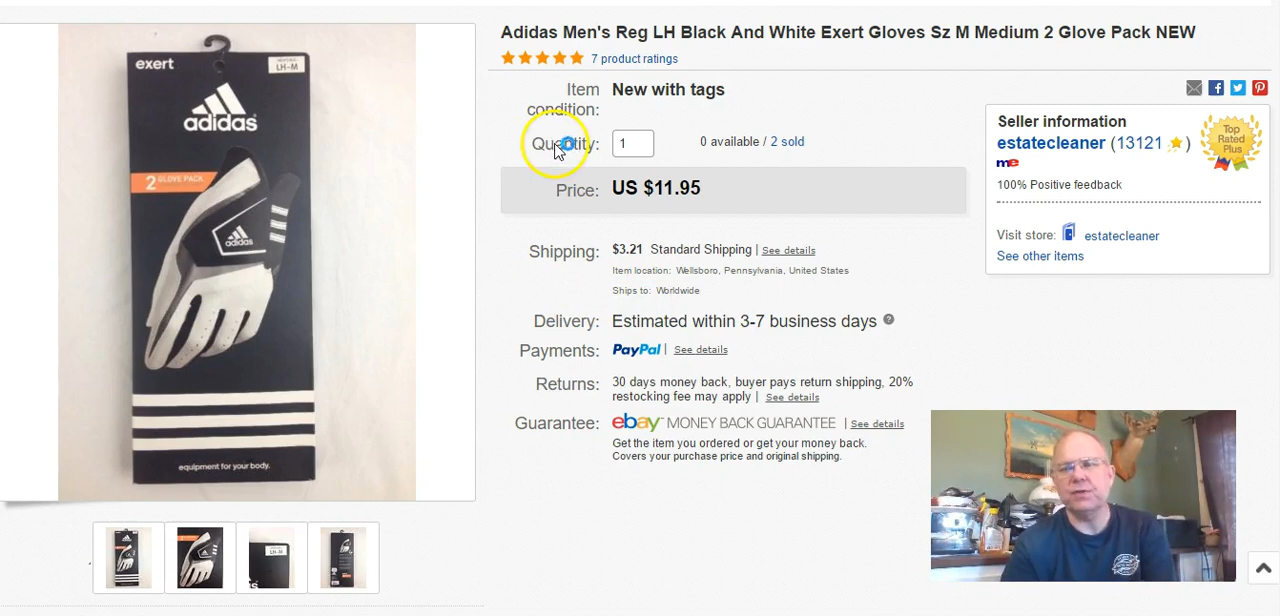 Adidas Men's Reg LH Black And White Exert Gloves Sz M Medium 2 Glove Pack NEW
7 product ratings
Item condition: New with tags
Quantity: 1 0 available / 2 sold
Price: US $11.95
Shipping: $3.21 Standard Shipping | See details
Item location: Wellsboro, Pennsylvania, United States
Ships to: Worldwide
Delivery: Estimated within 3-7 business days ?
Payments: PayPal | See details
Returns: 30 days money back, buyer pays return shipping, 20%
restocking fee may apply | See details
Guarantee: ebay MONEY BACK GUARANTEE | See details
Get the item you ordered or get your money back.
Covers your purchase price and original shipping.
Seller information
estatecleaner (13121 )
me
100% Positive feedback
Visit store: estatecleaner
See other items
Top
Rated
Plus
exert
LH-M
adidas
2 GLOVE PACK
adidas
equipment for your body.